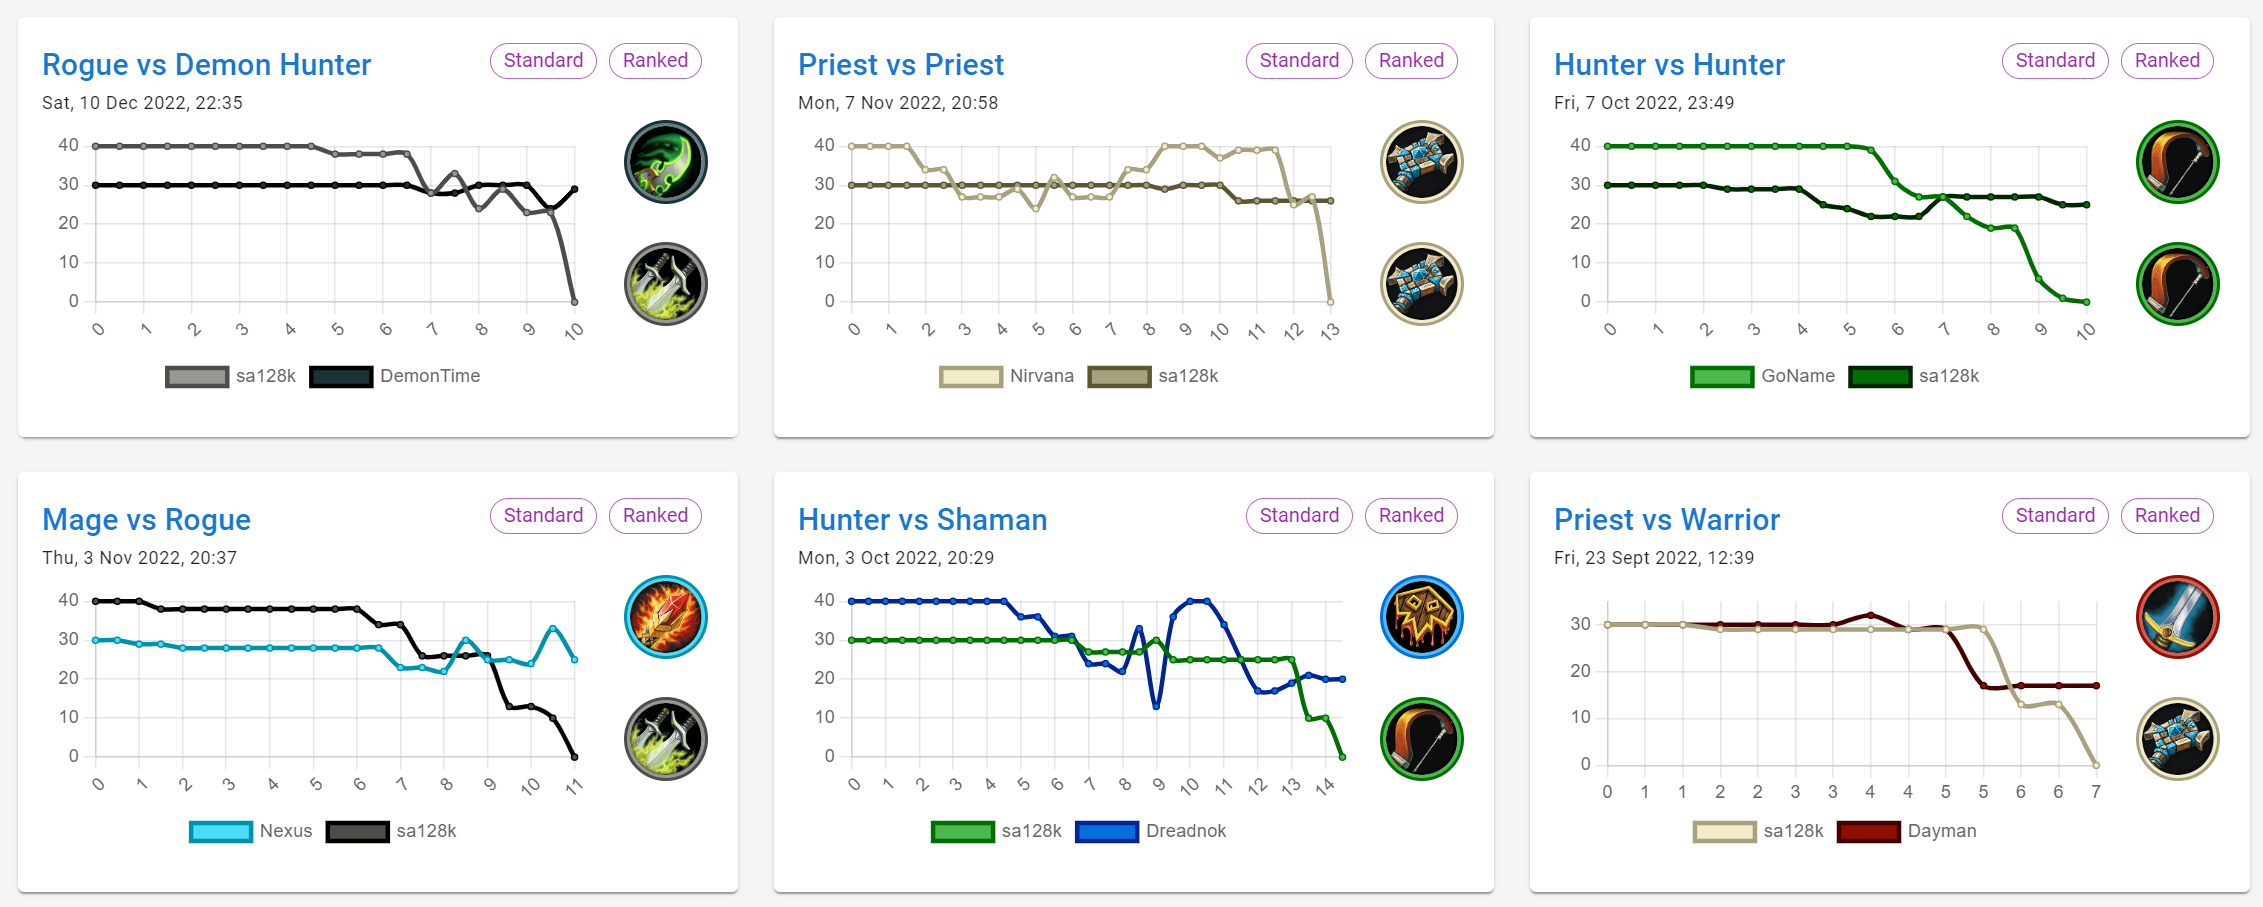 Rogue vs Demon Hunter
Standard
Ranked
Sat, 10 Dec 2022, 22:35
40
30
20
10
0
0 1 2 3 4 5 6 7 8 9 10
sa128k DemonTime
Priest vs Priest
Standard
Ranked
Mon, 7 Nov 2022, 20:58
40
30
20
10
0
0 1 2 3 4 5 6 7 8 9 10 11 12 13
Nirvana sa128k
Hunter vs Hunter
Standard
Ranked
Fri, 7 Oct 2022, 23:49
40
30
20
10
0
0 1 2 3 4 5 6 7 8 9 10
GoName sa128k
Mage vs Rogue
Standard
Ranked
Thu, 3 Nov 2022, 20:37
40
30
20
10
0
0 1 2 3 4 5 6 7 8 9 10 11
Nexus sa128k
Hunter vs Shaman
Standard
Ranked
Mon, 3 Oct 2022, 20:29
40
30
20
10
0
0 1 2 3 4 5 6 7 8 9 10 11 12 13 14
sa128k Dreadnok
Priest vs Warrior
Standard
Ranked
Fri, 23 Sept 2022, 12:39
30
20
10
0
0 1 1 2 2 3 3 4 4 5 5 6 6 7
sa128k Dayman